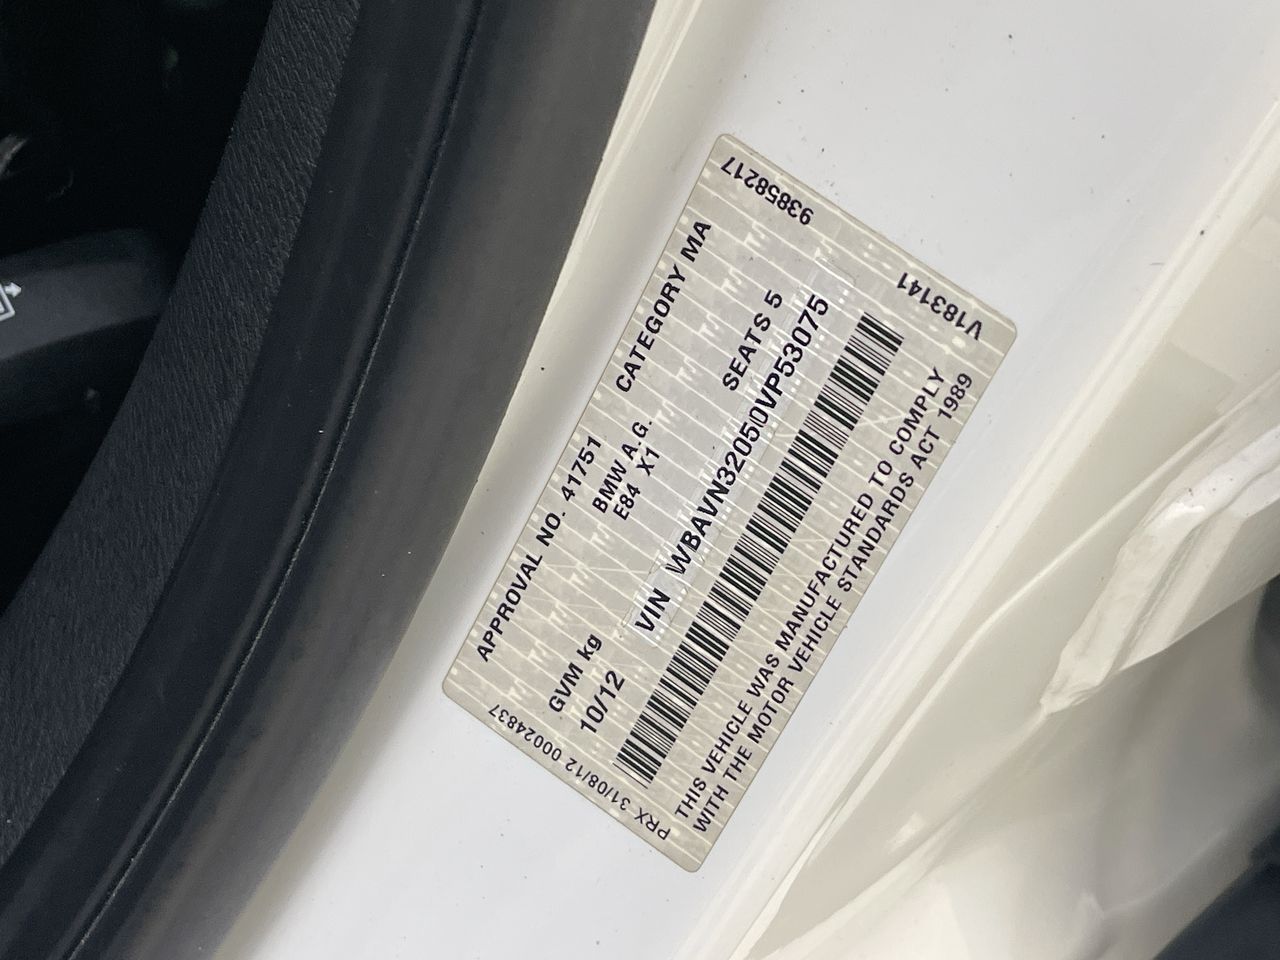 APPROVAL NO. 41751 CATEGORY MA
BMW A.G.
E84 X1
GVM kg SEATS 5
10/12
VIN WBAVN32050VP53075
THIS VEHICLE WAS MANUFACTURED TO COMPLY
WITH THE MOTOR VEHICLE STANDARDS ACT 1989
PRX 31/08/12 00024837
93858217
V183141